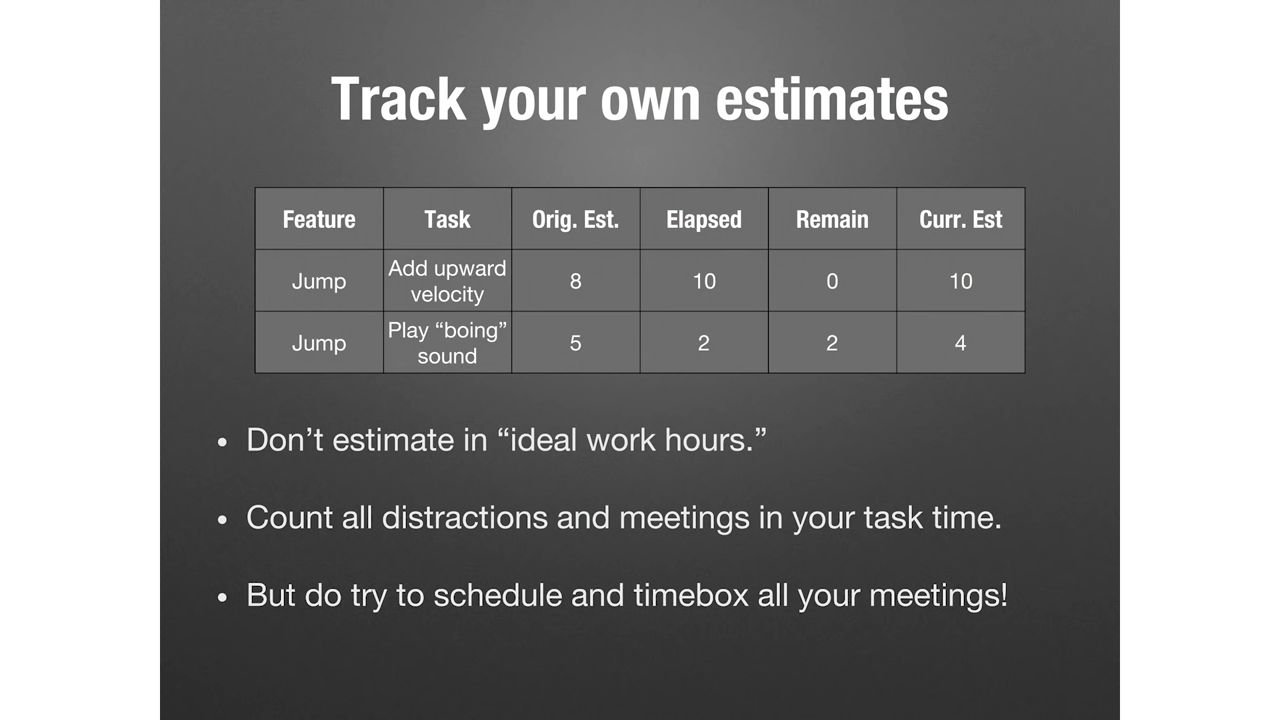 Track your own estimates
Feature Task Orig. Est. Elapsed Remain Curr. Est
Jump Add upward velocity 8 10 0 10
Jump Play “boing” sound 5 2 2 4
• Don’t estimate in “ideal work hours.”
• Count all distractions and meetings in your task time.
• But do try to schedule and timebox all your meetings!